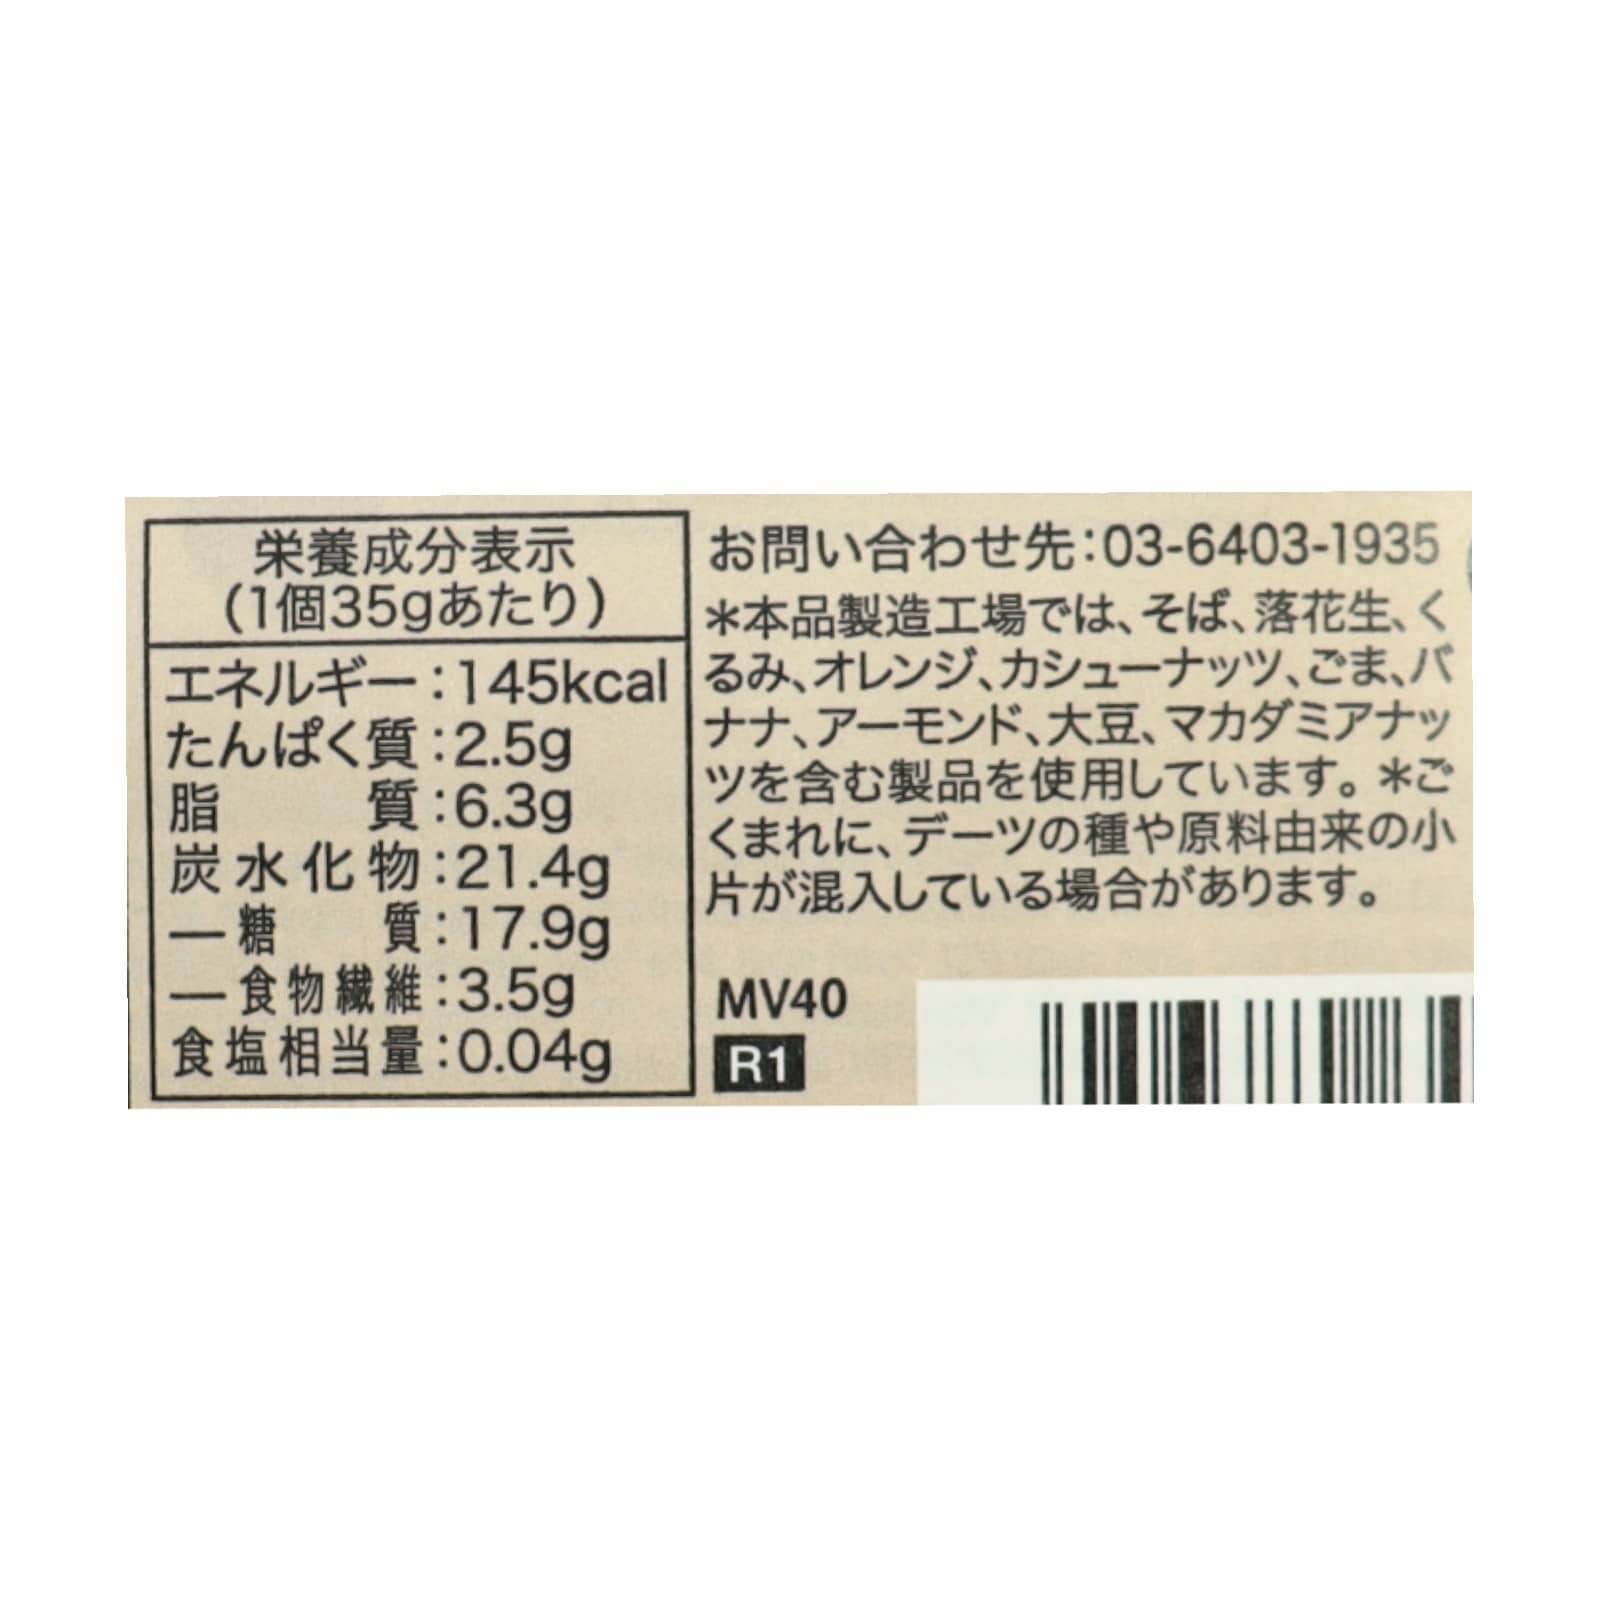 栄養成分表示
(1個35gあたり)
エネルギー:145kcal
たんぱく質:2.5g
脂質:6.3g
炭水化物:21.4g
―糖質:17.9g
―食物繊維:3.5g
食塩相当量:0.04g
お問い合わせ先:03-6403-1935
＊本品製造工場では、そば、落花生、く
るみ、オレンジ、カシューナッツ、ごま、バ
ナナ、アーモンド、大豆、マカダミアナッ
ツを含む製品を使用しています。＊ご
くまれに、デーツの種や原料由来の小
片が混入している場合があります。
MV40
R1